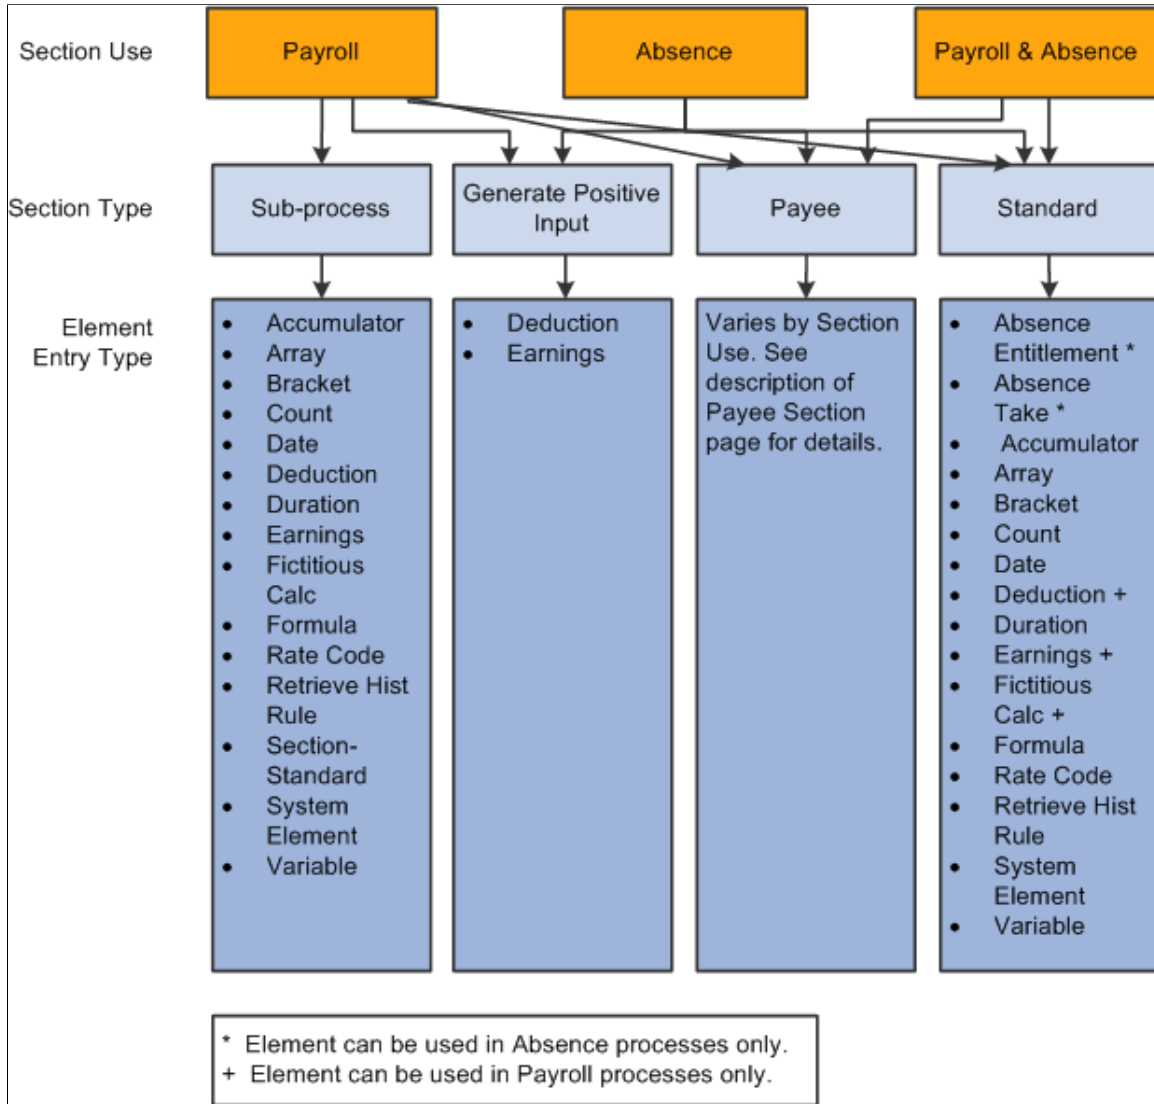 Section Use
Payroll
Absence
Payroll & Absence
Section Type
Sub-process
Generate Positive
Input
Payee
Standard
Element
Entry Type
• Accumulator
• Array
• Bracket
• Count
• Date
• Deduction
• Duration
• Earnings
• Fictitious
Calc
• Formula
• Rate Code
• Retrieve Hist
Rule
• Section-
Standard
• System
Element
• Variable
• Deduction
• Earnings
Varies by Section
Use. See
description of
Payee Section
page for details.
• Absence
Entitlement *
• Absence
Take *
• Accumulator
• Array
• Bracket
• Count
• Date
• Deduction +
• Duration
• Earnings +
• Fictitious
Calc +
• Formula
• Rate Code
• Retrieve Hist
Rule
• System
Element
• Variable
* Element can be used in Absence processes only.
+ Element can be used in Payroll processes only.